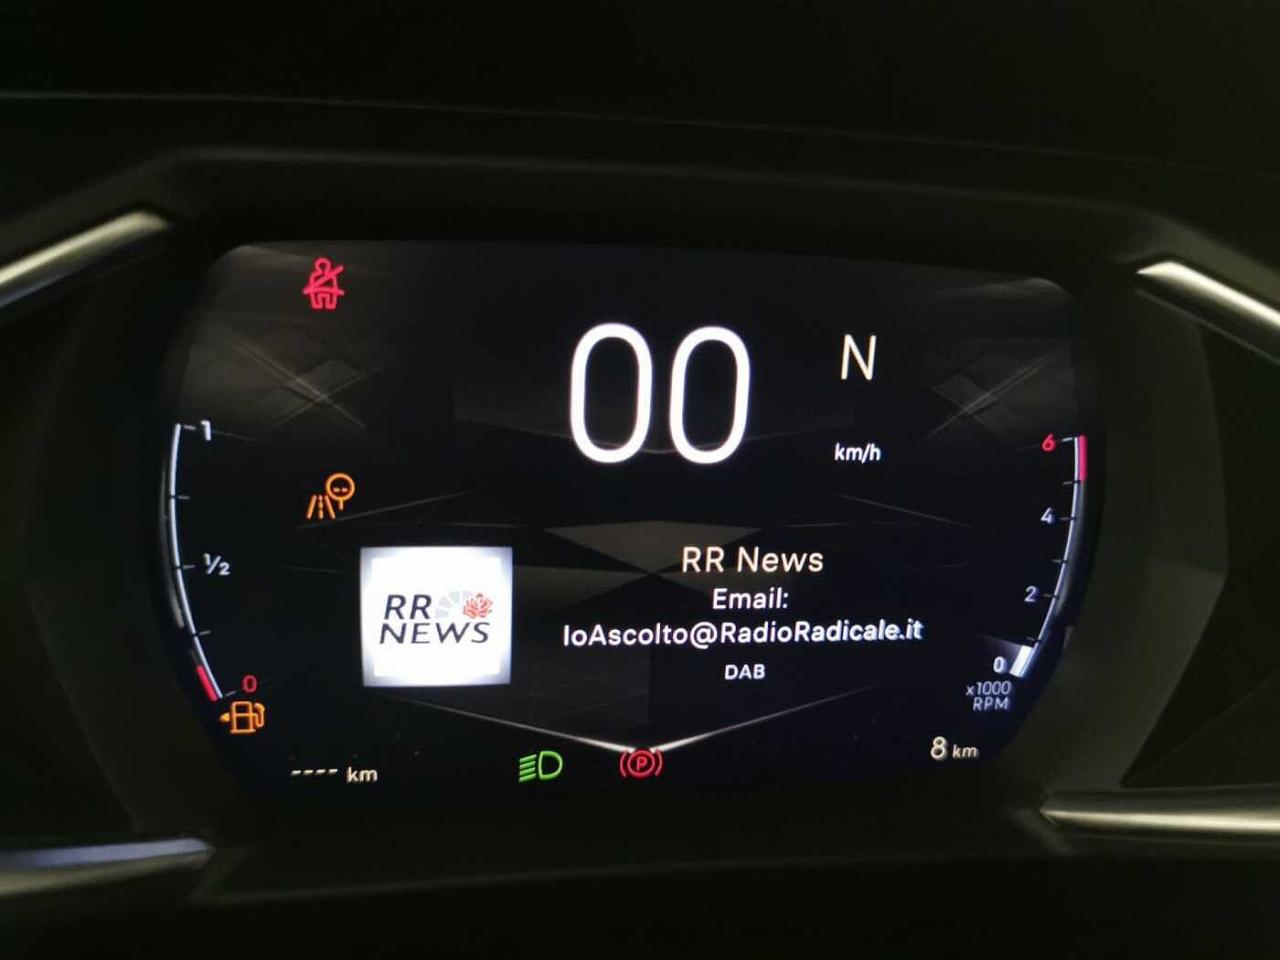 00
N
km/h
1
1/2
0
6
4
2
0
x1000
RPM
RR
NEWS
RR News
Email:
IoAscolto@RadioRadicale.it
DAB
---- km
P
8 km